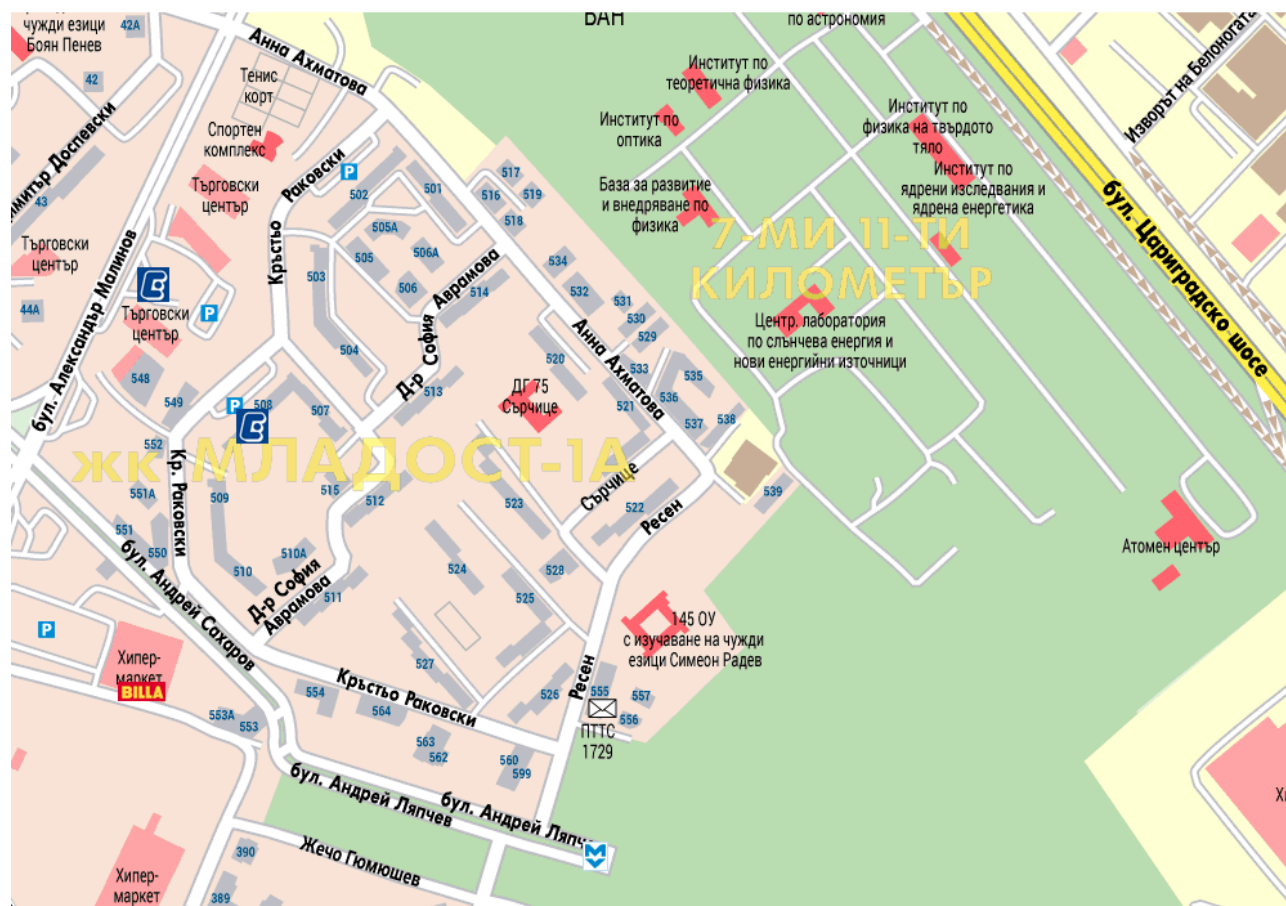 чужди езици
Боян Пенев
42А
42
Анна Ахматова
Тенис
корт
Спортен
комплекс
Търговски
център
43
Търговски
център
44А
бул. Александър Малинов
Търговски
център
548
549
552
551А
551
550
Кръстьо
Раковски
P
502
501
505А
505
506А
506
503
504
514
Д-р София
Аврамова
513
520
ДГ 75
Сърчице
521
БАН
по астрономия
Институт по
теоретична физика
Институт по
оптика
База за развитие
и внедряване по
физика
Институт по
физика на твърдото
тяло
Институт по
ядрени изследвания и
ядрена енергетика
7-МИ 11-ТИ
КИЛОМЕТЪР
Центр. лаборатория
по слънчева енергия и
нови енергийни източници
Изворът на Белоногата
бул. Цариградско шосе
516
517
519
518
534
532
531
530
529
533
535
536
537
538
539
Анна Ахматова
P
P
508
507
жк МЛАДОСТ-1А
Кр. Раковски
509
515
512
510
510А
511
Д-р София
Аврамова
523
522
Сърчице
Ресен
524
528
525
527
526
Атомен център
145 ОУ
с изучаване на чужди
езици Симеон Радев
Ресен
555
557
556
ПТТС
1729
P
Хипер-
маркет
BILLA
бул. Андрей Сахаров
553А
553
554
564
Кръстьо Раковски
563
562
560
599
бул. Андрей Ляпчев
бул. Андрей Ляпч
Жечо Гюмюшев
390
389
Хипер-
маркет